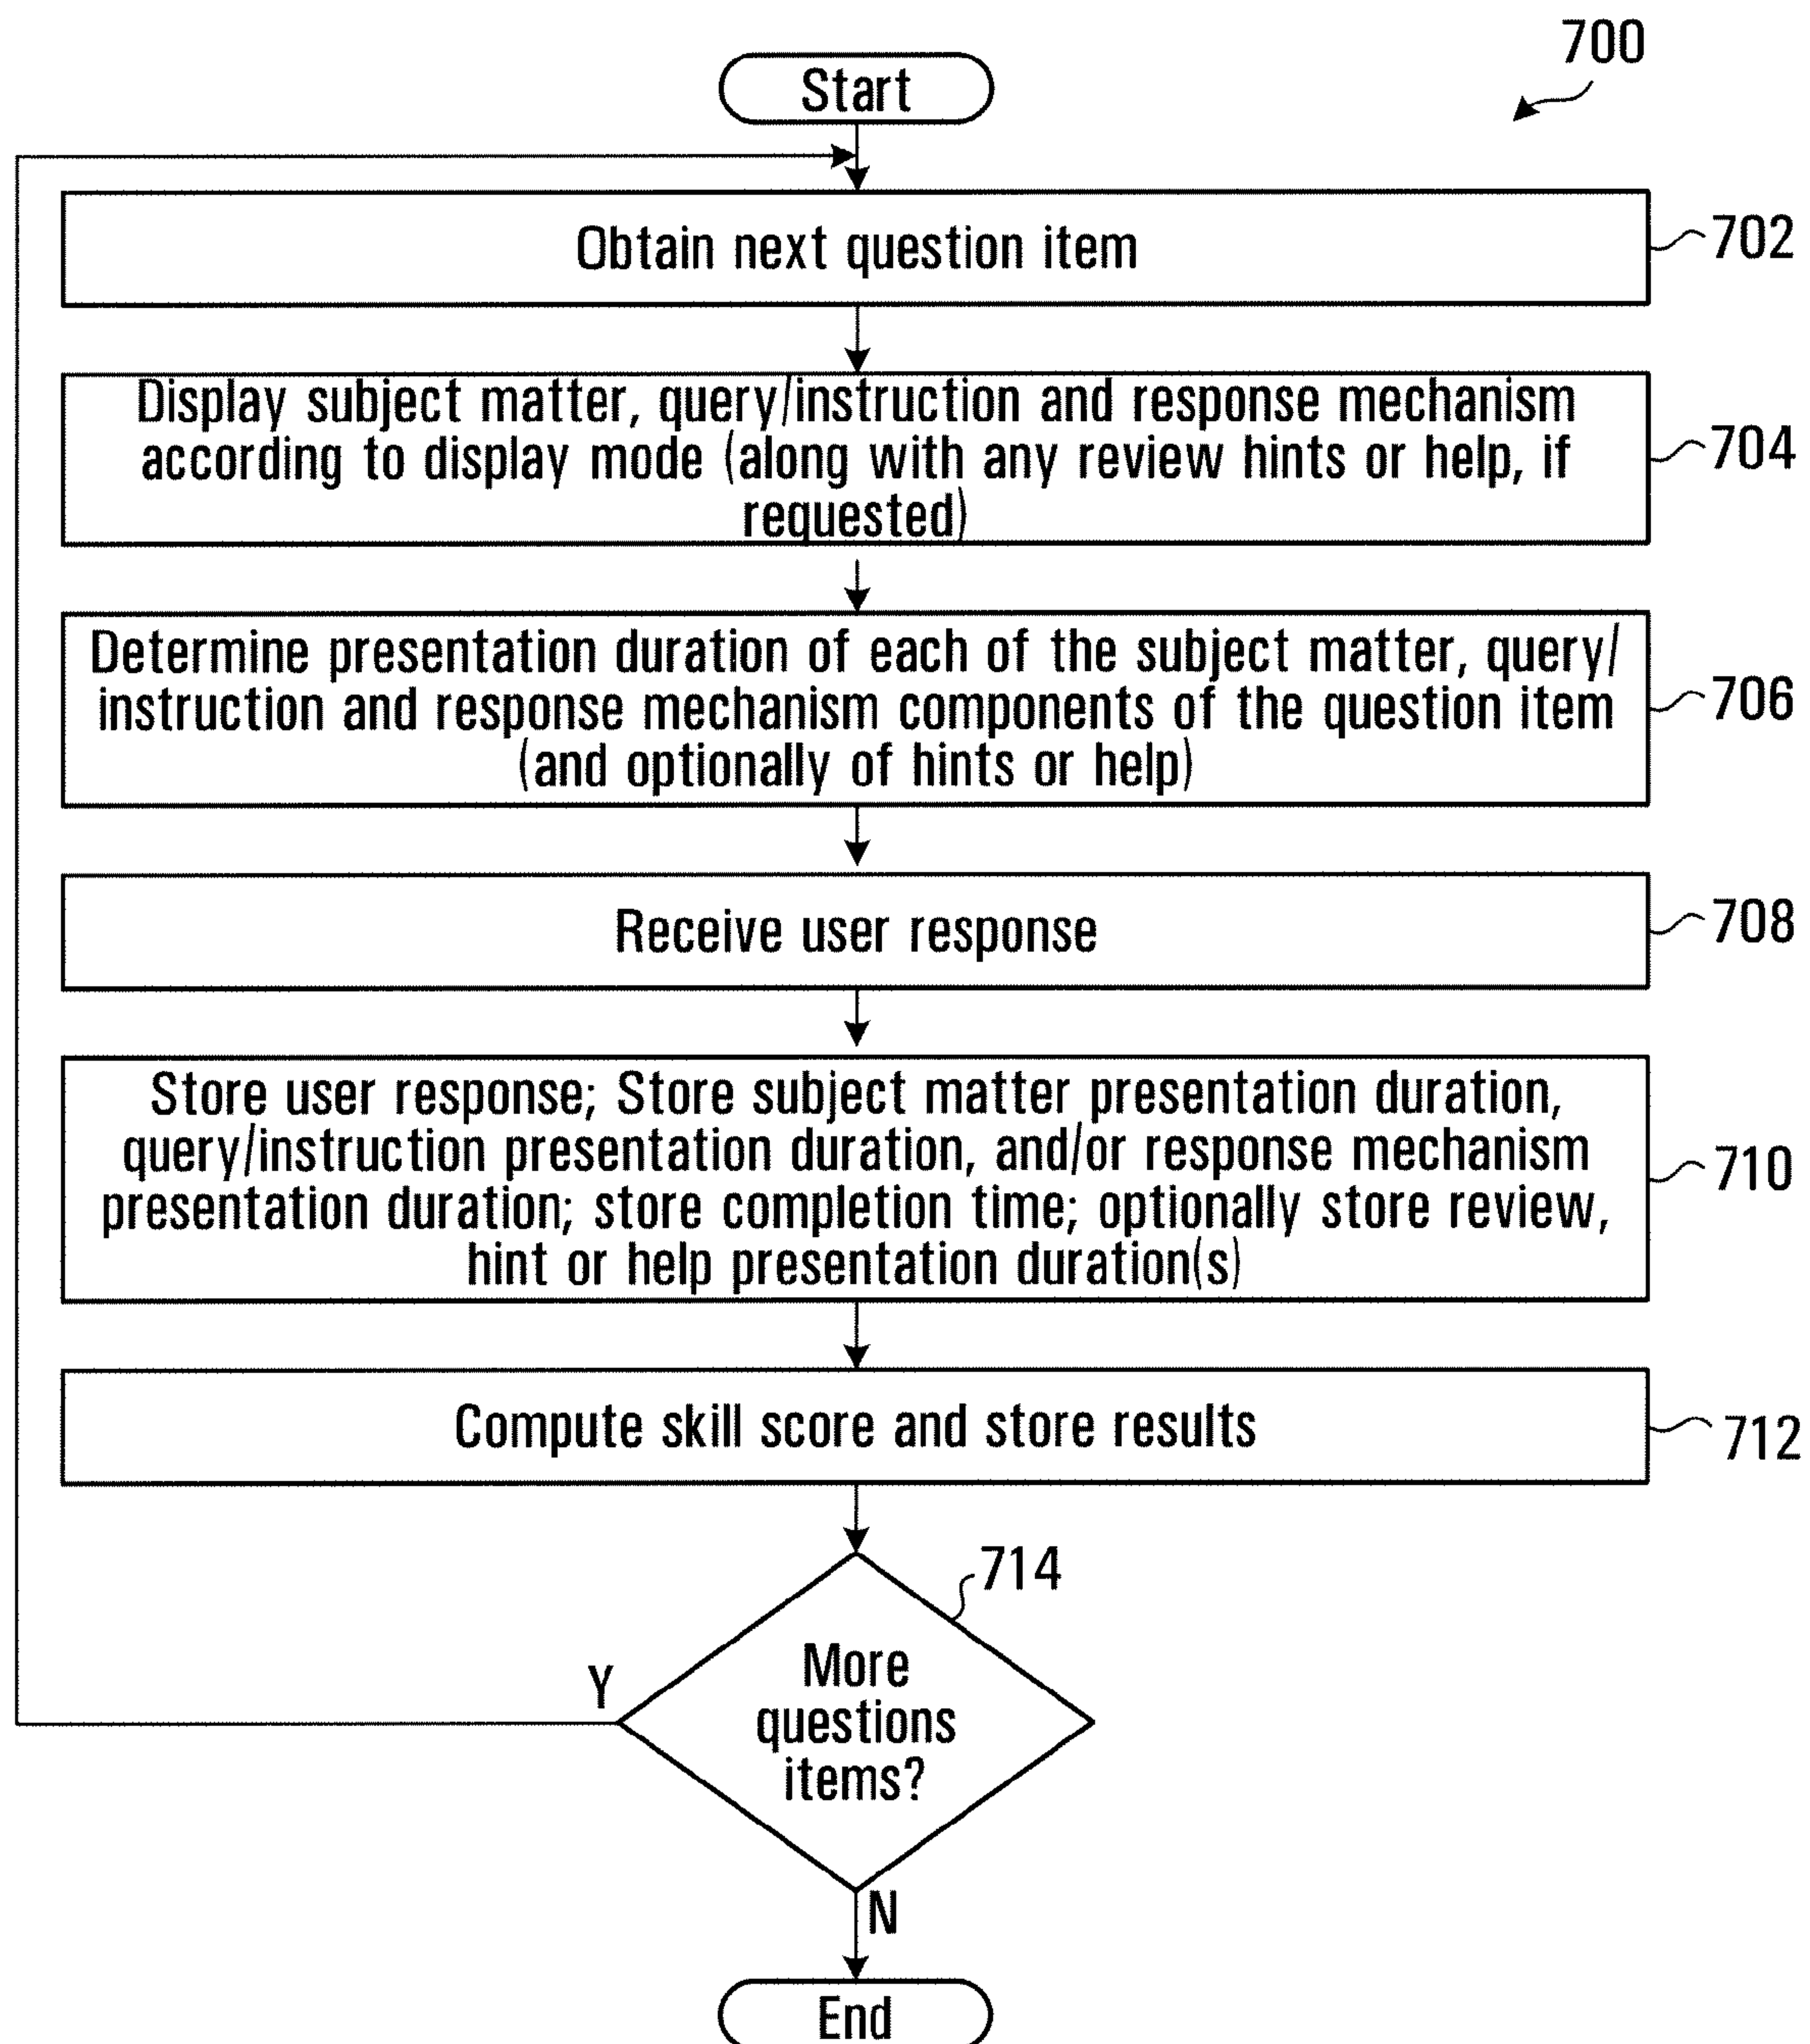 700
Start
Obtain next question item
702
Display subject matter, query/instruction and response mechanism
according to display mode (along with any review hints or help, if
requested)
704
Determine presentation duration of each of the subject matter, query/
instruction and response mechanism components of the question item
(and optionally of hints or help)
706
Receive user response
708
Store user response; Store subject matter presentation duration,
query/instruction presentation duration, and/or response mechanism
presentation duration; store completion time; optionally store review,
hint or help presentation duration(s)
710
Compute skill score and store results
712
714
More
questions
items?
Y
N
End